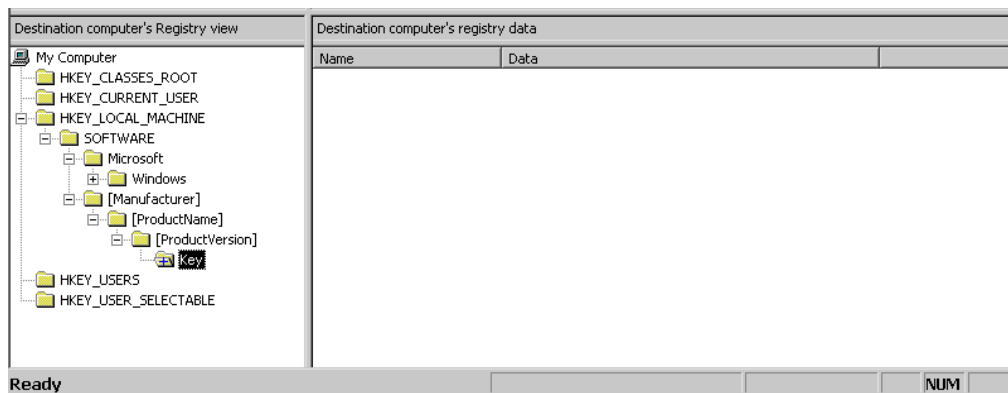 Destination computer's Registry view
Destination computer's registry data
Name Data
My Computer
HKEY_CLASSES_ROOT
HKEY_CURRENT_USER
HKEY_LOCAL_MACHINE
SOFTWARE
Microsoft
Windows
[Manufacturer]
[ProductName]
[ProductVersion]
Key
HKEY_USERS
HKEY_USER_SELECTABLE
Ready NUM